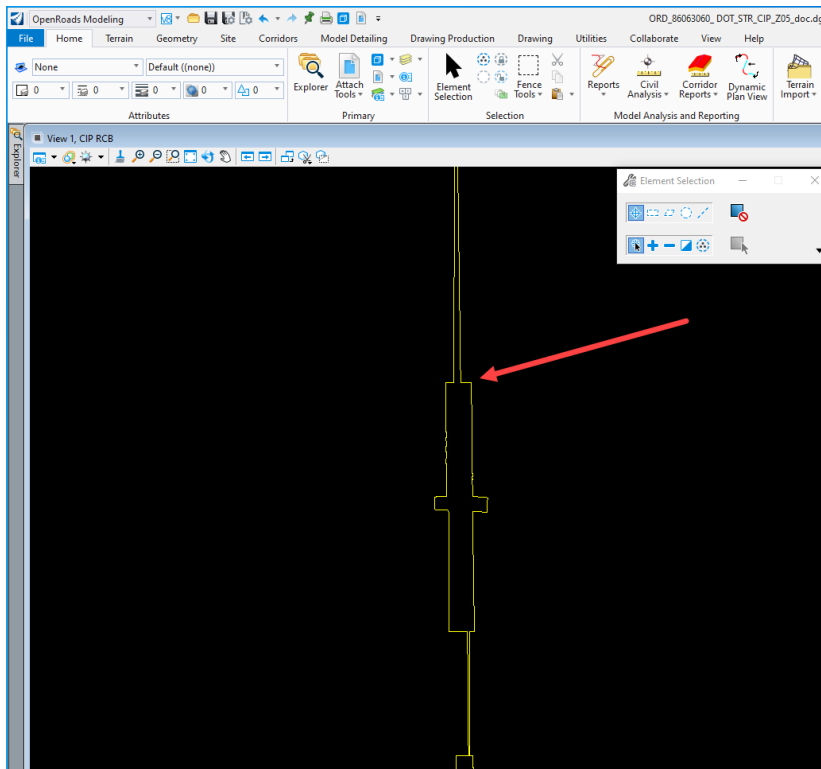 OpenRoads Modeling
ORD_86063060_DOT_STR_CIP_Z05_doc.dg
File Home Terrain Geometry Site Corridors Model Detailing Drawing Production Drawing Utilities Collaborate View Help
None Default ((none))
0 0 0 0 0
Attributes
Explorer Attach Tools
Primary
Element Selection Fence Tools
Selection
Reports Civil Analysis Corridor Reports Dynamic Plan View
Model Analysis and Reporting
Terrain Import
Explorer
View 1, CIP RCB
Element Selection